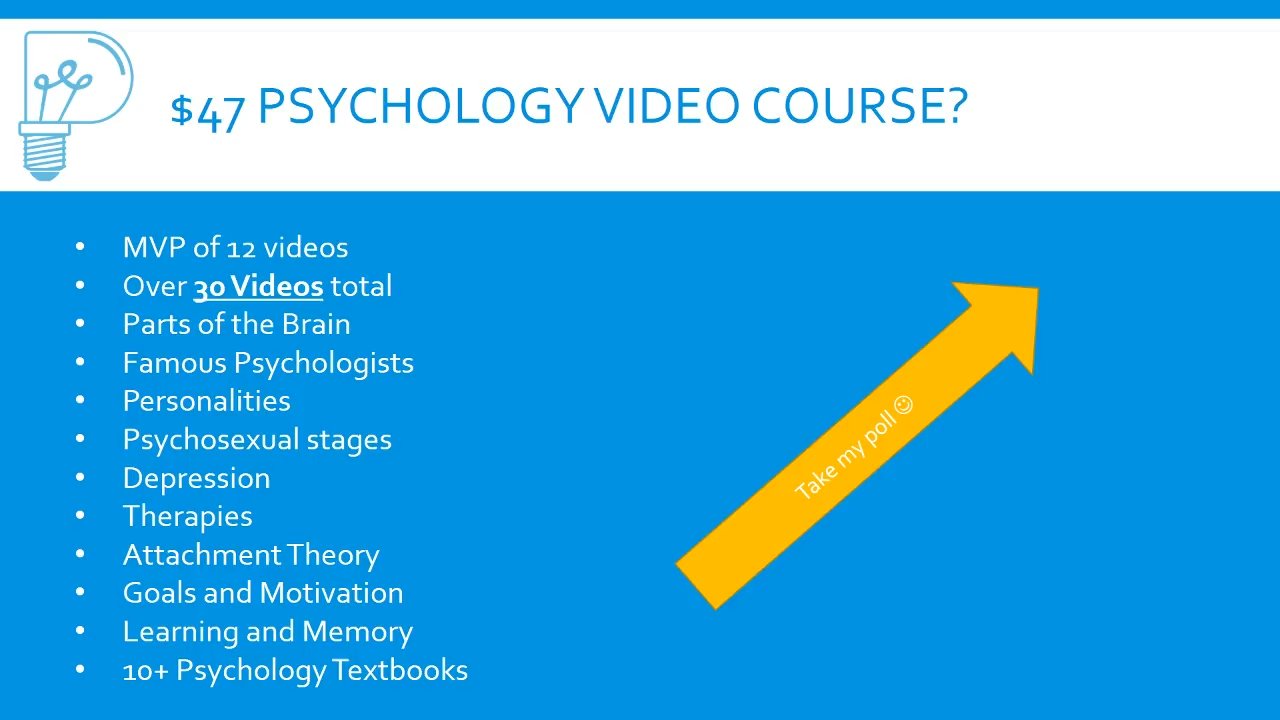 $47 PSYCHOLOGY VIDEO COURSE?
• MVP of 12 videos
• Over 30 Videos total
• Parts of the Brain
• Famous Psychologists
• Personalities
• Psychosexual stages
• Depression
• Therapies
• Attachment Theory
• Goals and Motivation
• Learning and Memory
• 10+ Psychology Textbooks
Take my poll ☺